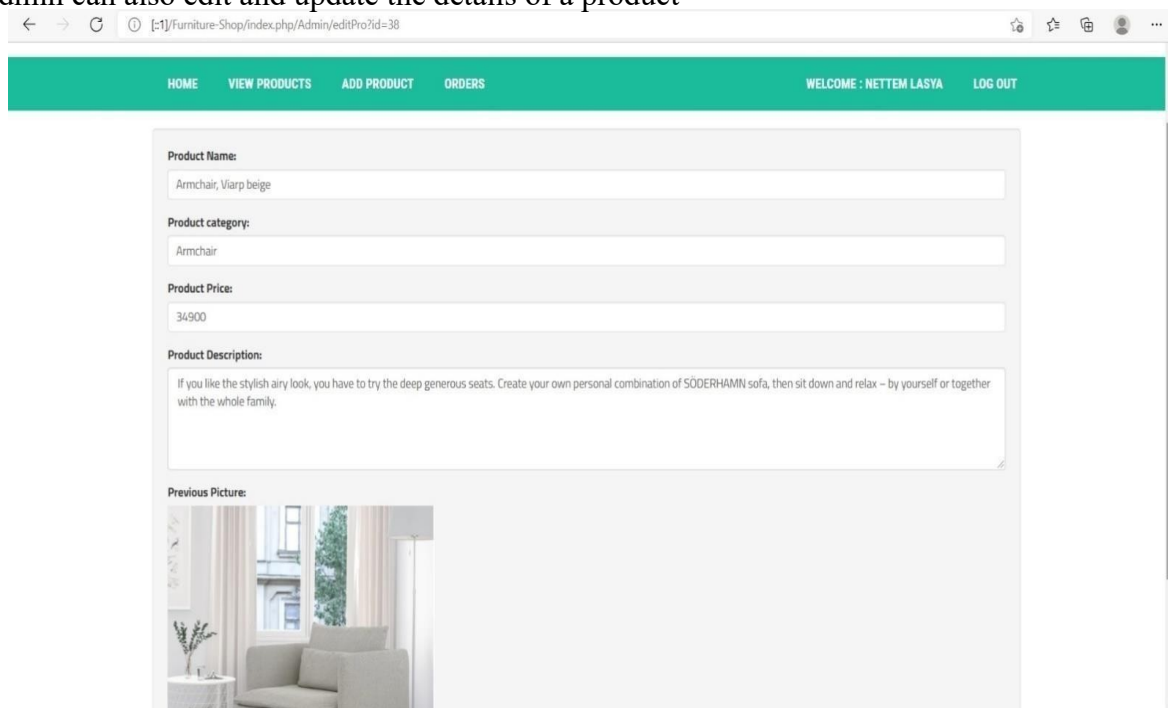 dmin can also edit and update the details of a product
[::1]/Furniture-Shop/index.php/Admin/editPro?id=38
HOME VIEW PRODUCTS ADD PRODUCT ORDERS WELCOME : NETTEM LASYA LOG OUT
Product Name:
Armchair, Viarp beige
Product category:
Armchair
Product Price:
34900
Product Description:
If you like the stylish airy look, you have to try the deep generous seats. Create your own personal combination of SÖDERHAMN sofa, then sit down and relax – by yourself or together
with the whole family.
Previous Picture: